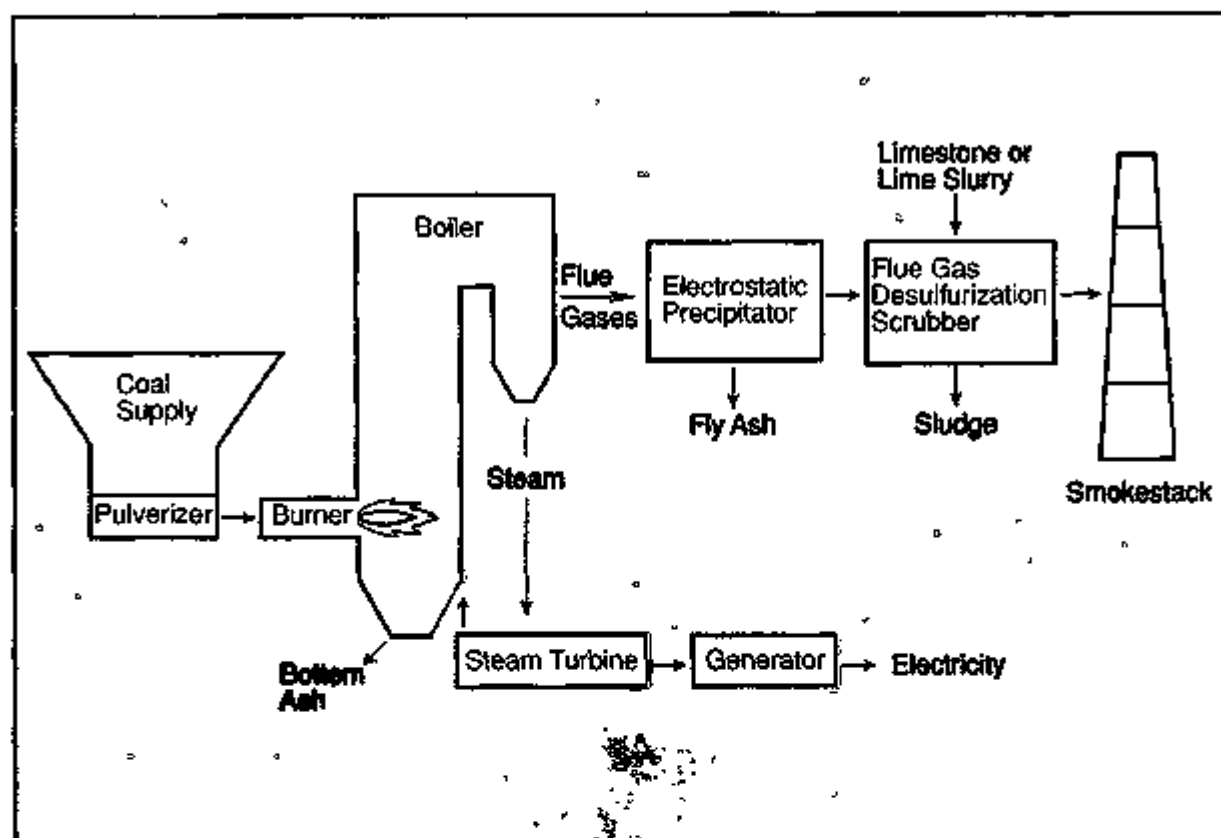 Limestone or
Lime Slurry
Boiler
Flue
Gases
Electrostatic
Precipitator
Flue Gas
Desulfurization
Scrubber
Coal
Supply
Fly Ash
Sludge
Steam
Smokestack
Pulverizer
Burner
Steam Turbine
Generator
Electricity
Bottom
Ash